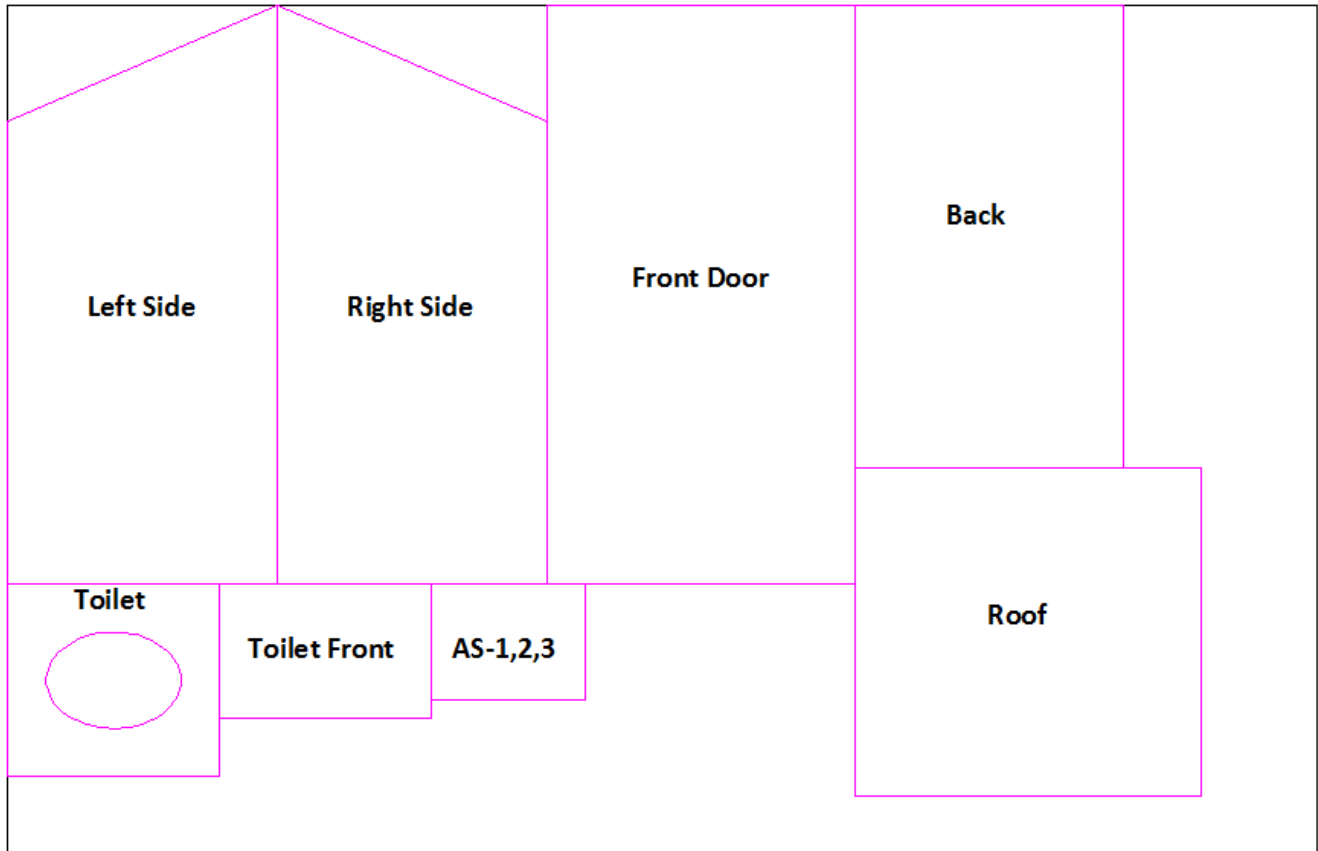 Left Side
Right Side
Front Door
Back
Toilet
Toilet Front
AS-1,2,3
Roof